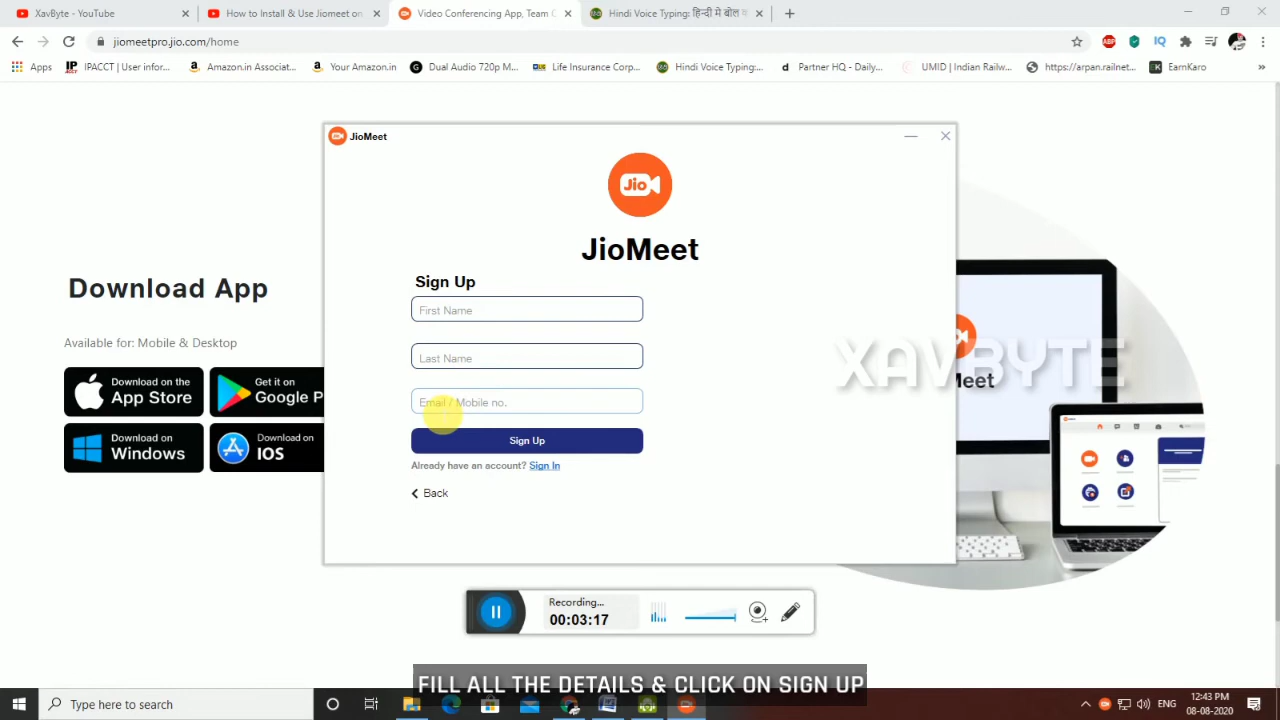 XavByte - YouTube
How to Install & Use Jiomeet on
Video Conferencing App, Team C
Hindi Voice Typing: हिन्दी में बोल क
jiomeetpro.jio.com/home
Apps
IPACCT | User infor...
Amazon.in Associat...
Your Amazon.in
Dual Audio 720p M...
Life Insurance Corp...
Hindi Voice Typing:...
Partner HQ - Daily...
UMID | Indian Railw...
https://arpan.railnet...
EarnKaro
»
JioMeet
Jio
JioMeet
Sign Up
First Name
Last Name
Email / Mobile no.
Sign Up
Already have an account? Sign In
Back
Download App
Available for: Mobile & Desktop
Download on the
App Store
Get it on
Google P
Download on
Windows
Download on
IOS
XAVBYTE
Meet
Recording...
00:03:17
FILL ALL THE DETAILS & CLICK ON SIGN UP
Type here to search
ENG
12:43 PM
08-08-2020